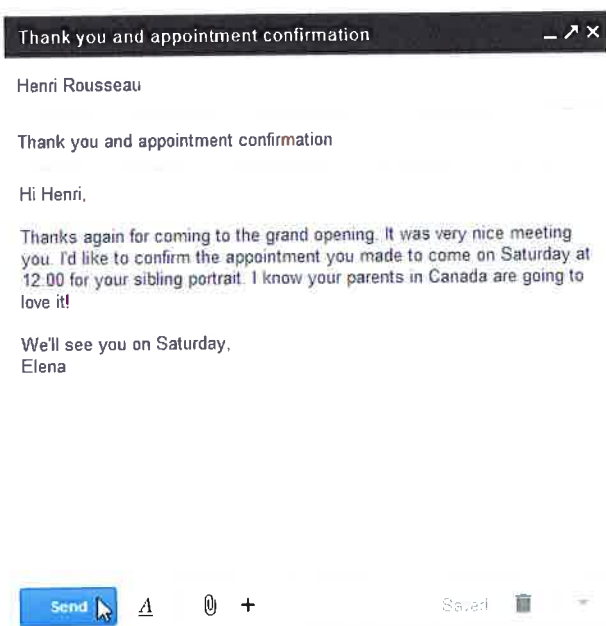 Thank you and appointment confirmation
Henri Rousseau
Thank you and appointment confirmation
Hi Henri,
Thanks again for coming to the grand opening. It was very nice meeting
you. I'd like to confirm the appointment you made to come on Saturday at
12:00 for your sibling portrait. I know your parents in Canada are going to
love it!
We'll see you on Saturday,
Elena
Send A + Saved